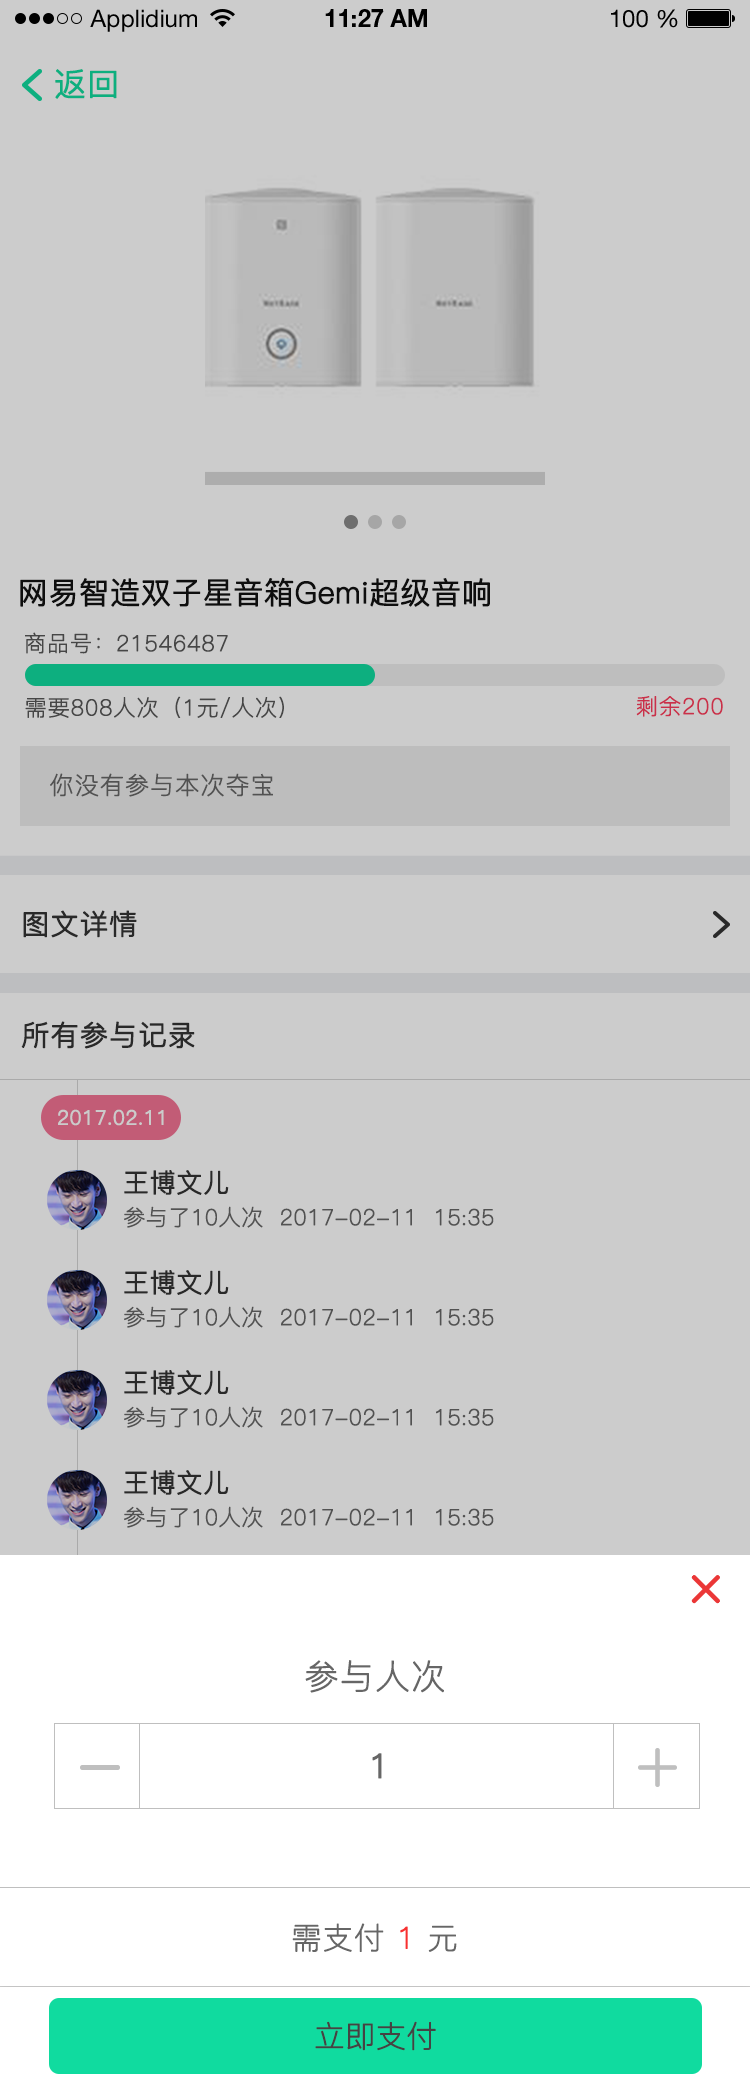 Applidium 11:27 AM 100 %
返回
网易智造双子星音箱Gemi超级音响
商品号：21546487
需要808人次（1元/人次） 剩余200
你没有参与本次夺宝
图文详情
所有参与记录
2017.02.11
王博文儿
参与了10人次 2017-02-11 15:35
王博文儿
参与了10人次 2017-02-11 15:35
王博文儿
参与了10人次 2017-02-11 15:35
王博文儿
参与了10人次 2017-02-11 15:35
参与人次
1
需支付 1 元
立即支付